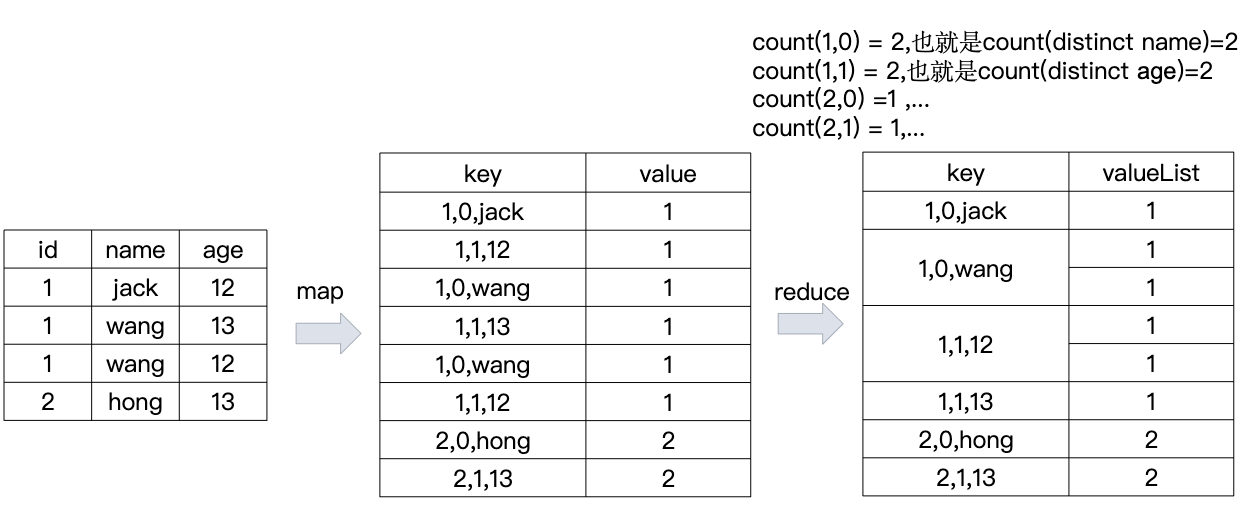 count(1,0) = 2,也就是count(distinct name)=2
count(1,1) = 2,也就是count(distinct age)=2
count(2,0) =1 ,...
count(2,1) = 1,...
id name age
1 jack 12
1 wang 13
1 wang 12
2 hong 13
map
key value
1,0,jack 1
1,1,12 1
1,0,wang 1
1,1,13 1
1,0,wang 1
1,1,12 1
2,0,hong 2
2,1,13 2
reduce
key valueList
1,0,jack 1
1,0,wang 1
1
1,1,12 1
1
1,1,13 1
2,0,hong 2
2,1,13 2